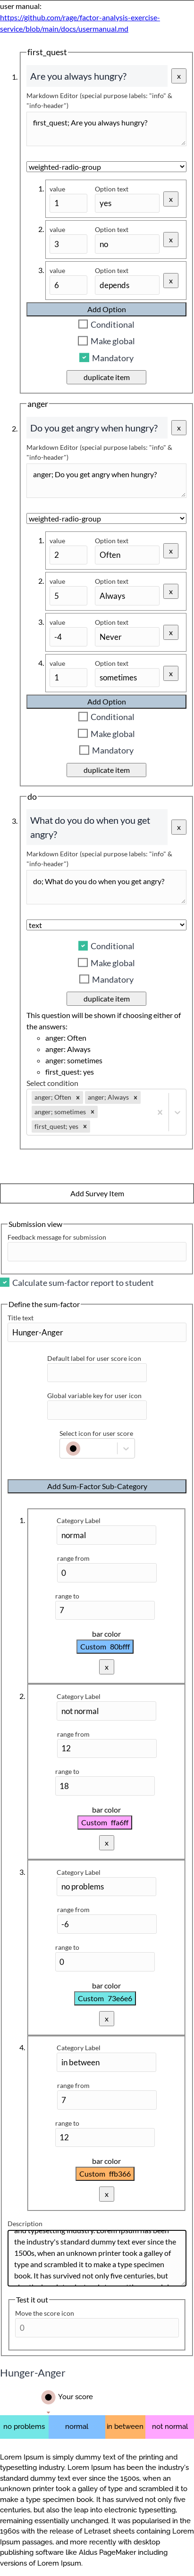 user manual:
https://github.com/rage/factor-analysis-exercise-
service/blob/main/docs/usermanual.md
first_quest
1.
Are you always hungry?
x
Markdown Editor (special purpose labels: "info" &
"info-header")
first_quest; Are you always hungry?
weighted-radio-group
1. value Option text
1 yes x
2. value Option text
3 no x
3. value Option text
6 depends x
Add Option
Conditional
Make global
Mandatory
duplicate item
anger
2.
Do you get angry when hungry?
x
Markdown Editor (special purpose labels: "info" &
"info-header")
anger; Do you get angry when hungry?
weighted-radio-group
1. value Option text
2 Often x
2. value Option text
5 Always x
3. value Option text
-4 Never x
4. value Option text
1 sometimes x
Add Option
Conditional
Make global
Mandatory
duplicate item
do
3.
What do you do when you get
angry?
x
Markdown Editor (special purpose labels: "info" &
"info-header")
do; What do you do when you get angry?
text
Conditional
Make global
Mandatory
duplicate item
This question will be shown if choosing either of
the answers:
anger: Often
anger: Always
anger: sometimes
first_quest: yes
Select condition
anger; Often x anger; Always x
anger; sometimes x
first_quest; yes x
Add Survey Item
Submission view
Feedback message for submission
Calculate sum-factor report to student
Define the sum-factor
Title text
Hunger-Anger
Default label for user score icon
Global variable key for user icon
Select icon for user score
Add Sum-Factor Sub-Category
1. Category Label
normal
range from
0
range to
7
bar color
Custom 80bfff
x
2. Category Label
not normal
range from
12
range to
18
bar color
Custom ffa6ff
x
3. Category Label
no problems
range from
-6
range to
0
bar color
Custom 73e6e6
x
4. Category Label
in between
range from
7
range to
12
bar color
Custom ffb366
x
Description
and typesetting industry. Lorem Ipsum has been
the industry's standard dummy text ever since the
1500s, when an unknown printer took a galley of
type and scrambled it to make a type specimen
book. It has survived not only five centuries, but
Test it out
Move the score icon
0
Hunger-Anger
Your score
no problems normal in between not normal
Lorem Ipsum is simply dummy text of the printing and
typesetting industry. Lorem Ipsum has been the industry's
standard dummy text ever since the 1500s, when an
unknown printer took a galley of type and scrambled it to
make a type specimen book. It has survived not only five
centuries, but also the leap into electronic typesetting,
remaining essentially unchanged. It was popularised in the
1960s with the release of Letraset sheets containing Lorem
Ipsum passages, and more recently with desktop
publishing software like Aldus PageMaker including
versions of Lorem Ipsum.